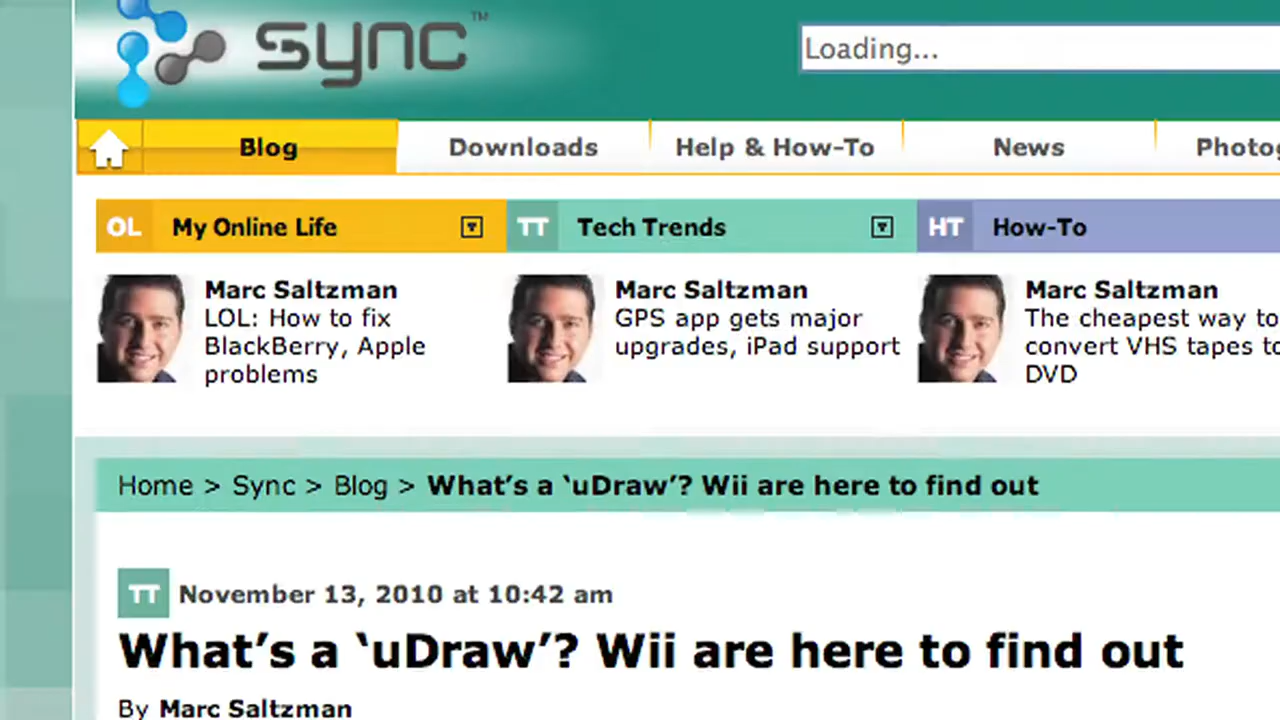 sync™
Loading...
Blog
Downloads
Help & How-To
News
Photog
OL My Online Life
TT Tech Trends
HT How-To
Marc Saltzman
LOL: How to fix
BlackBerry, Apple
problems
Marc Saltzman
GPS app gets major
upgrades, iPad support
Marc Saltzman
The cheapest way to
convert VHS tapes to
DVD
Home > Sync > Blog > What's a ‘uDraw’? Wii are here to find out
TT November 13, 2010 at 10:42 am
What’s a ‘uDraw’? Wii are here to find out
By Marc Saltzman